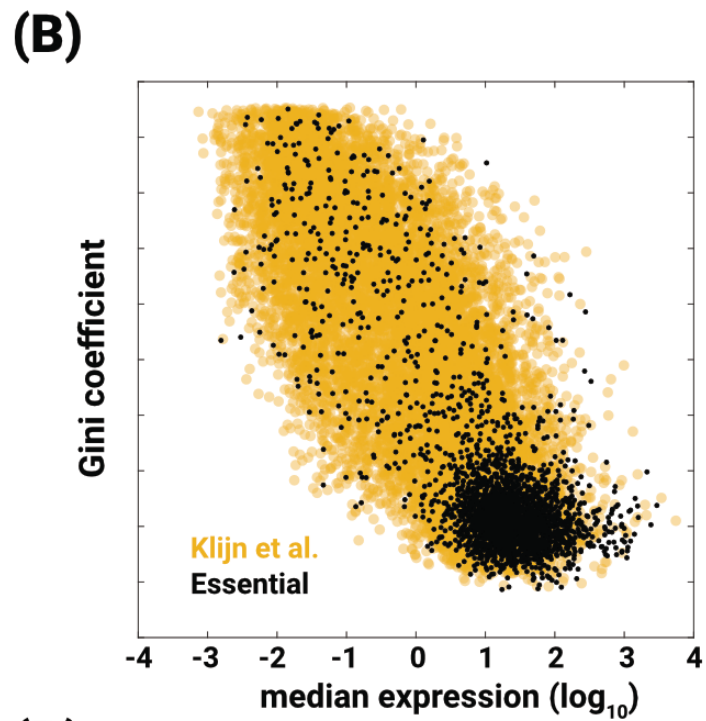 (B)
Gini coefficient
Klijn et al.
Essential
-4 -3 -2 -1 0 1 2 3 4
median expression (log10)